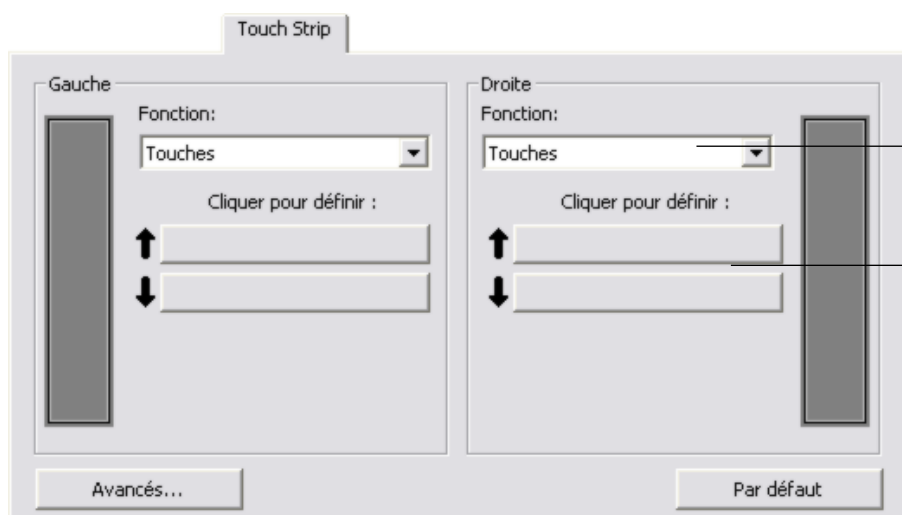 Touch Strip
Gauche
Fonction:
Touches
Cliquer pour définir :
Droite
Fonction:
Touches
Cliquer pour définir :
Avancés...
Par défaut